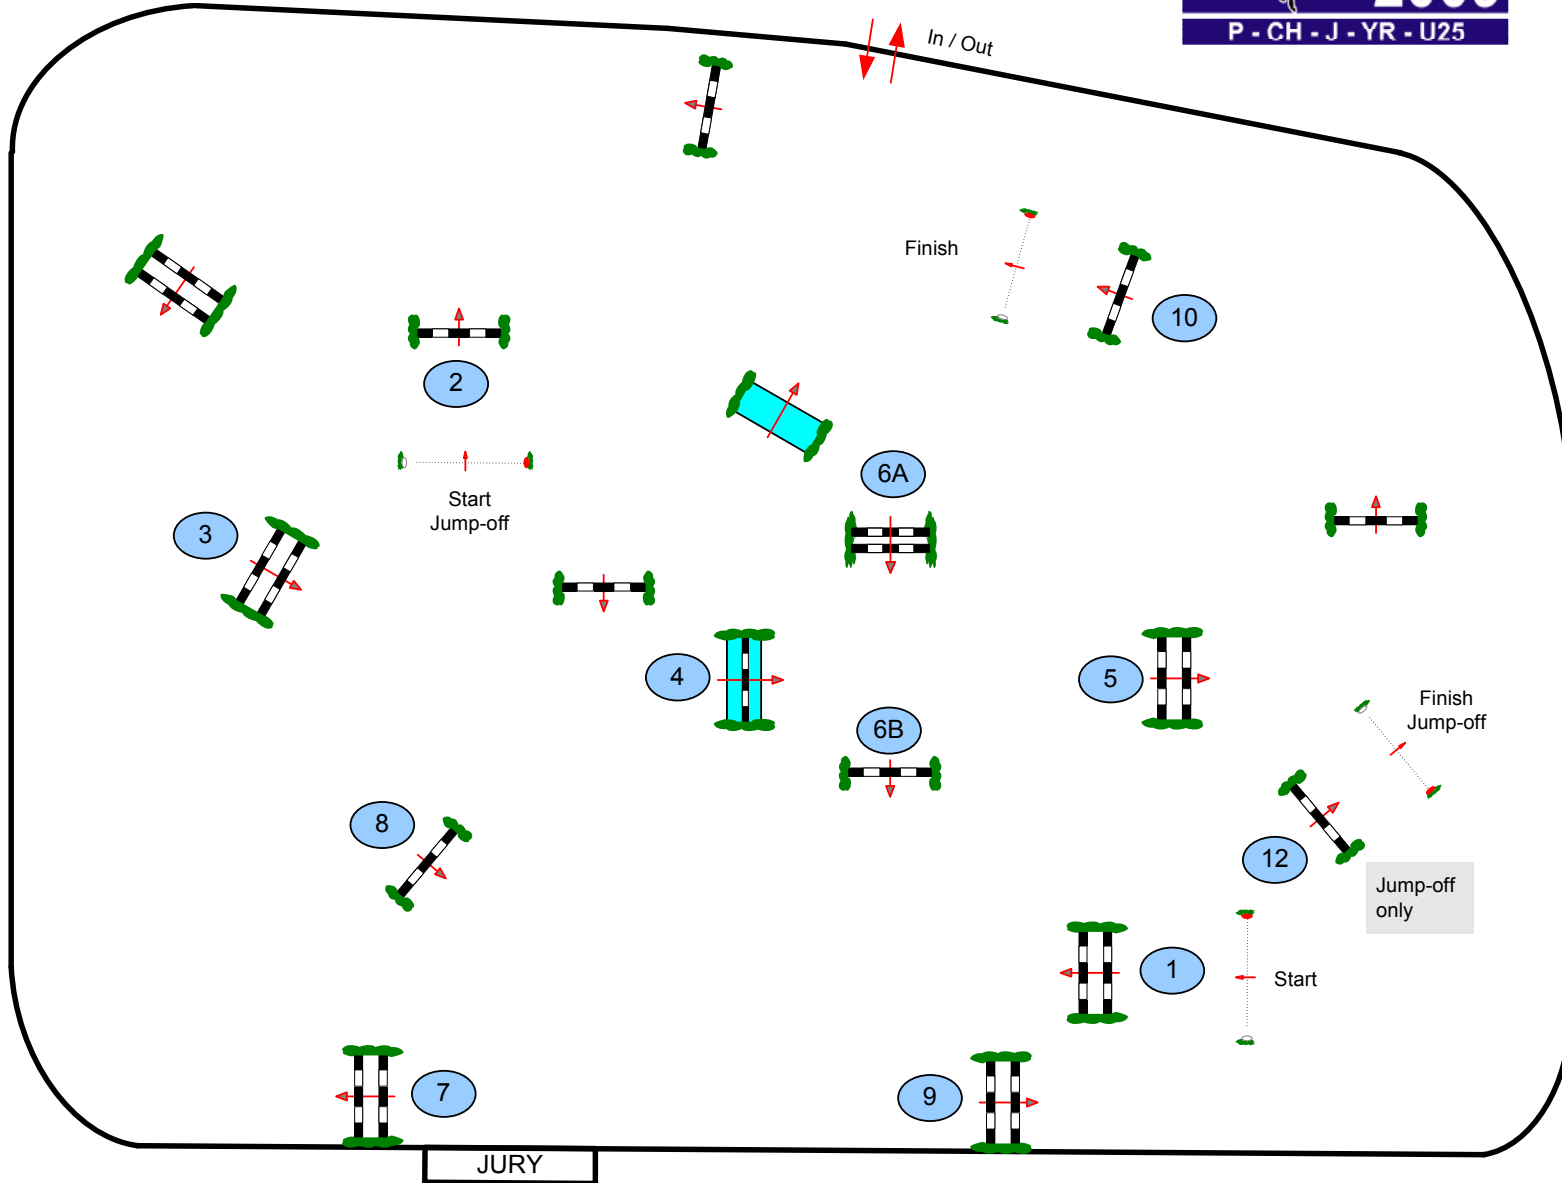 P - CH - J - YR - U25
In / Out
Finish
10
2
6A
Start
Jump-off
3
4
5
Finish
Jump-off
6B
8
12
Jump-off
only
1
Start
7
9
JURY